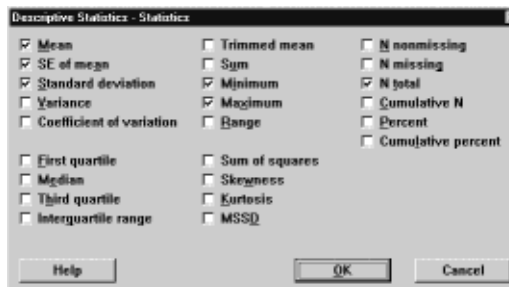 Descriptive Statistics - Statistics
Mean
SE of mean
Standard deviation
Variance
Coefficient of variation
First quartile
Median
Third quartile
Interquartile range
Trimmed mean
Sum
Minimum
Maximum
Range
Sum of squares
Skewness
Kurtosis
MSSD
N nonmissing
N missing
N total
Cumulative N
Percent
Cumulative percent
Help
OK
Cancel